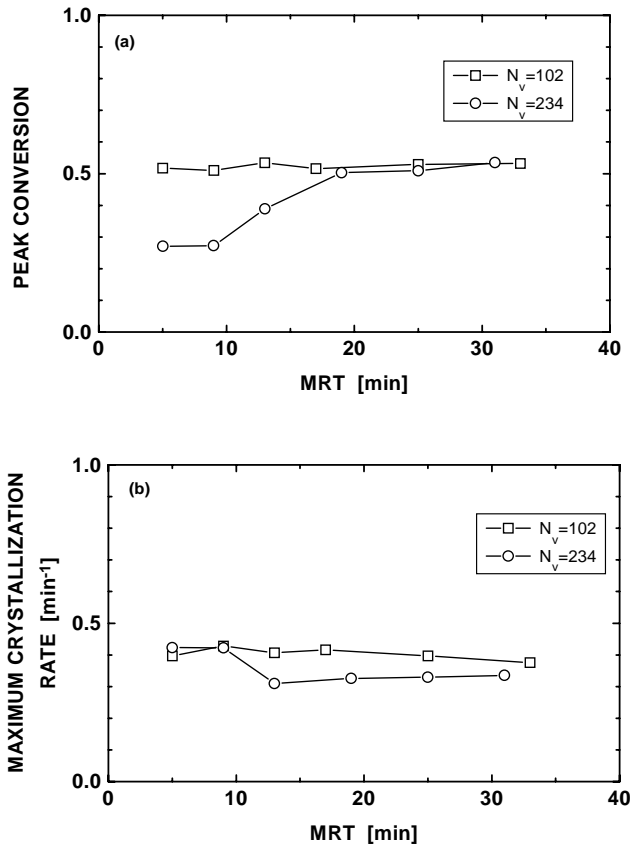 (a)
N_v=102
N_v=234
PEAK CONVERSION
1.0
0.5
0.0
0 10 20 30 40
MRT [min]
(b)
N_v=102
N_v=234
MAXIMUM CRYSTALLIZATION
RATE [min-1]
1.0
0.5
0.0
0 10 20 30 40
MRT [min]